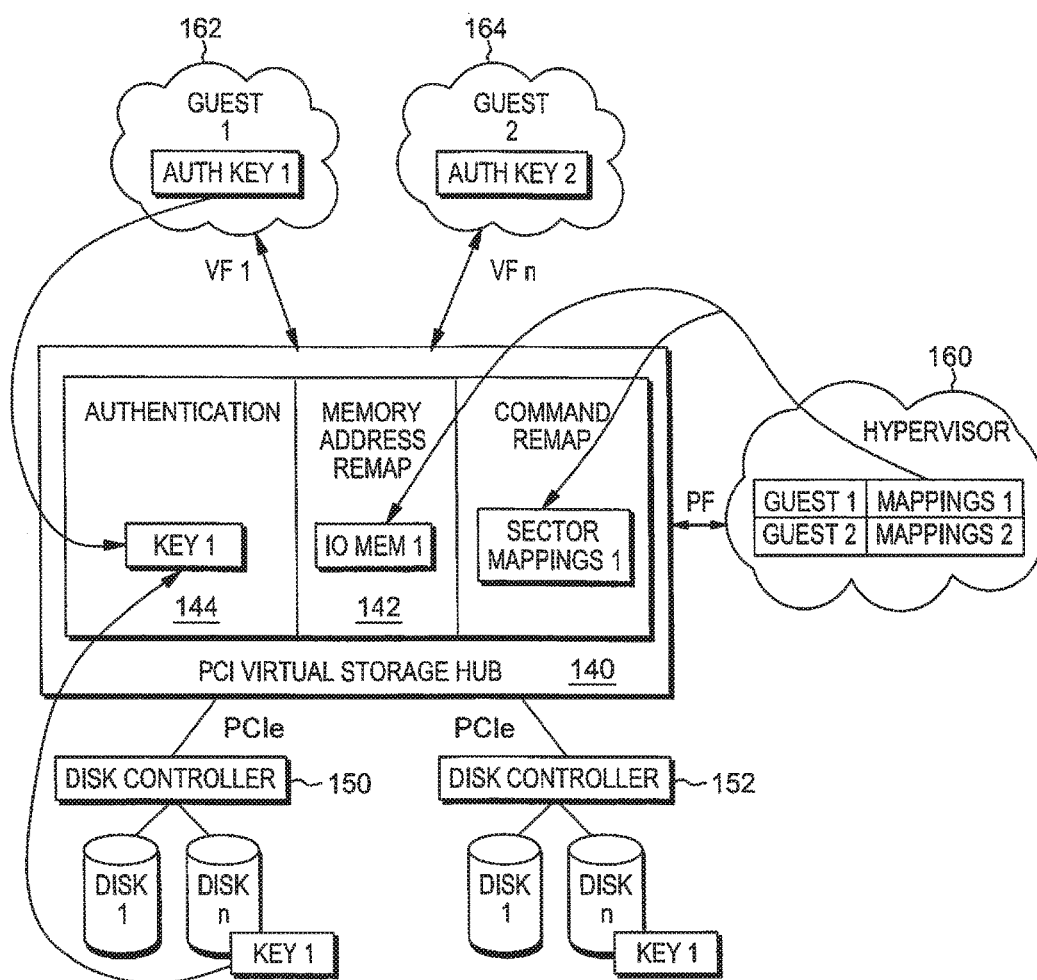 162
164
GUEST
1
AUTH KEY 1
GUEST
2
AUTH KEY 2
VF 1
VF n
160
AUTHENTICATION
MEMORY
ADDRESS
REMAP
COMMAND
REMAP
HYPERVISOR
GUEST 1
MAPPINGS 1
GUEST 2
MAPPINGS 2
PF
KEY 1
IO MEM 1
SECTOR
MAPPINGS 1
144
142
PCI VIRTUAL STORAGE HUB
140
PCIe
PCIe
DISK CONTROLLER
150
DISK CONTROLLER
152
DISK
1
DISK
n
DISK
1
DISK
n
KEY 1
KEY 1